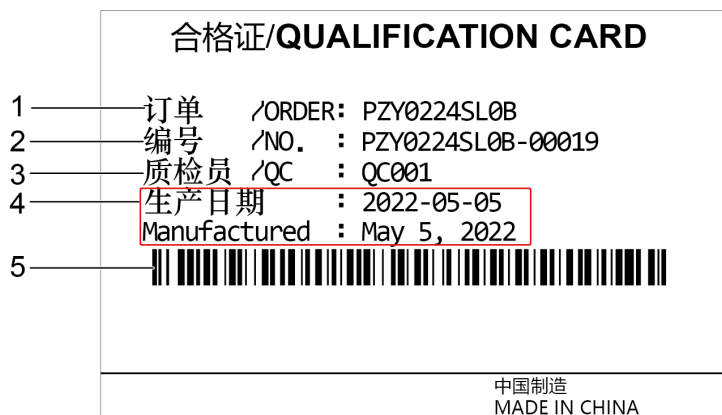 合格证/QUALIFICATION CARD
1 订单 /ORDER: PZY0224SL0B
2 编号 /NO. : PZY0224SL0B-00019
3 质检员 /QC : QC001
4 生产日期 : 2022-05-05
Manufactured : May 5, 2022
5
中国制造
MADE IN CHINA